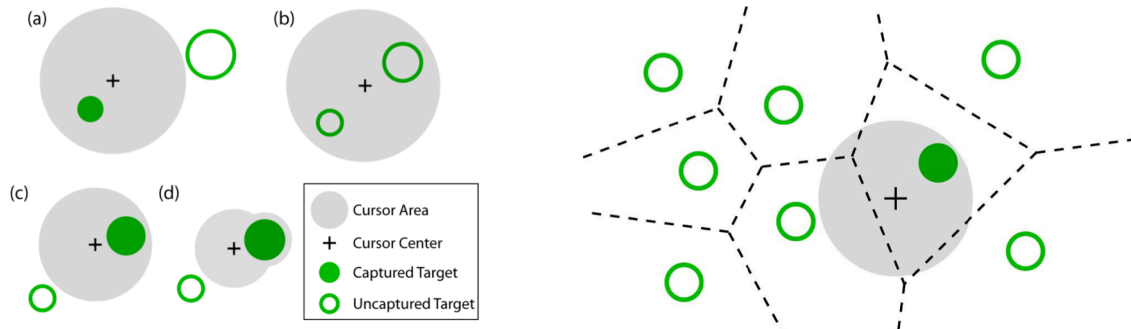 (a)
(b)
(c)
(d)
Cursor Area
Cursor Center
Captured Target
Uncaptured Target